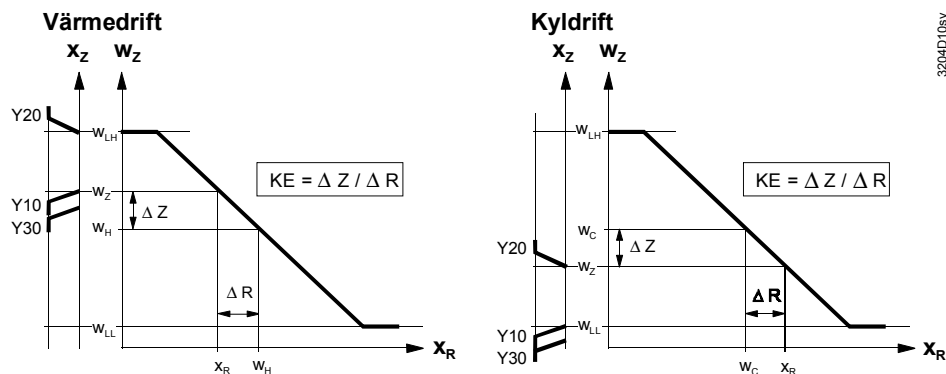 Värmedrift
x_Z w_Z
Y20
w_LH
KE = Δ Z / Δ R
w_Z
Y10
Δ Z
Y30
w_H
Δ R
w_LL
x_R
x_R w_H
Kyldrift
x_Z w_Z
w_LH
KE = Δ Z / Δ R
w_C
Y20
Δ Z
w_Z
Δ R
Y10
w_LL
Y30
x_R
w_C x_R
3204D10sv